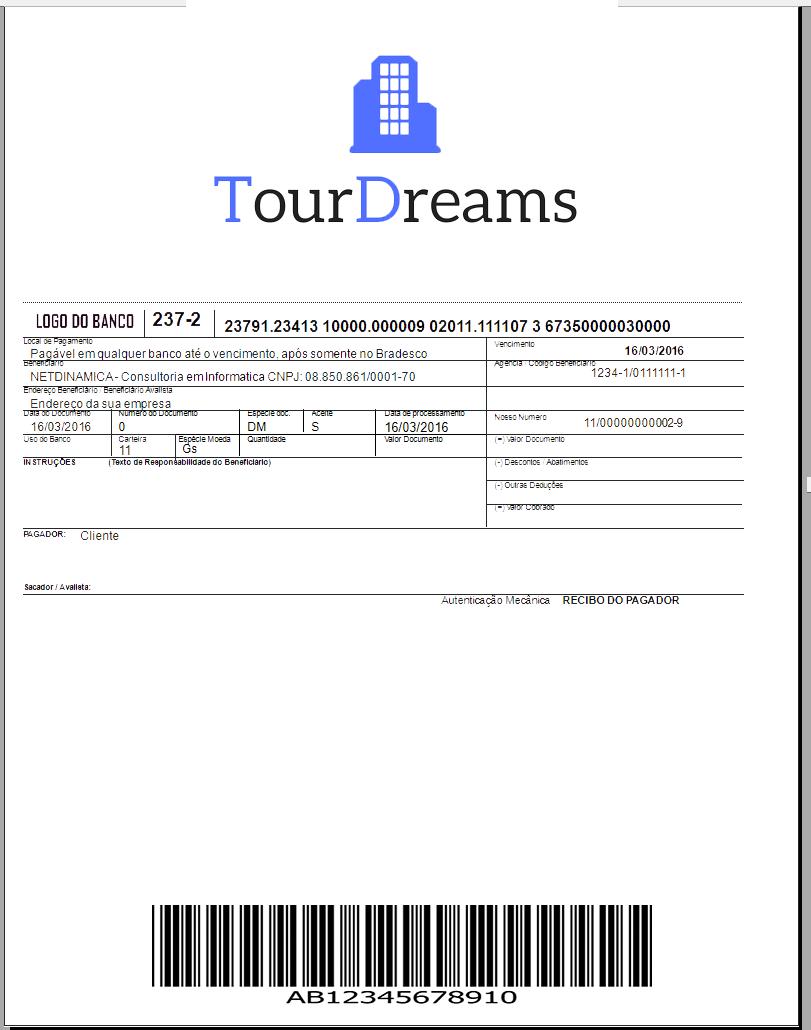 TourDreams
LOGO DO BANCO 237-2 23791.23413 10000.000009 02011.111107 3 67350000030000
Local de Pagamento Vencimento
Pagável em qualquer banco até o vencimento, após somente no Bradesco 16/03/2016
Beneficiário Agência / Código Beneficiário
NETDINAMICA - Consultoria em Informatica CNPJ: 08.850.861/0001-70 1234-1/0111111-1
Endereço Beneficiário / Beneficiário Avalista
Endereco da sua empresa
Data do Documento Número do Documento Espécie doc. Aceite Data de processamento Nosso Número
16/03/2016 0 DM S 16/03/2016 11/00000000002-9
Uso do Banco Carteira Espécie Moeda Quantidade Valor Documento (=) Valor Documento
11 Gs
INSTRUÇÕES (Texto de Responsabilidade do Beneficiário) (-) Descontos / Abatimentos
(-) Outras Deduções
(=) Valor Cobrado
PAGADOR: Cliente
Sacador / Avalista:
Autenticação Mecânica RECIBO DO PAGADOR
AB12345678910